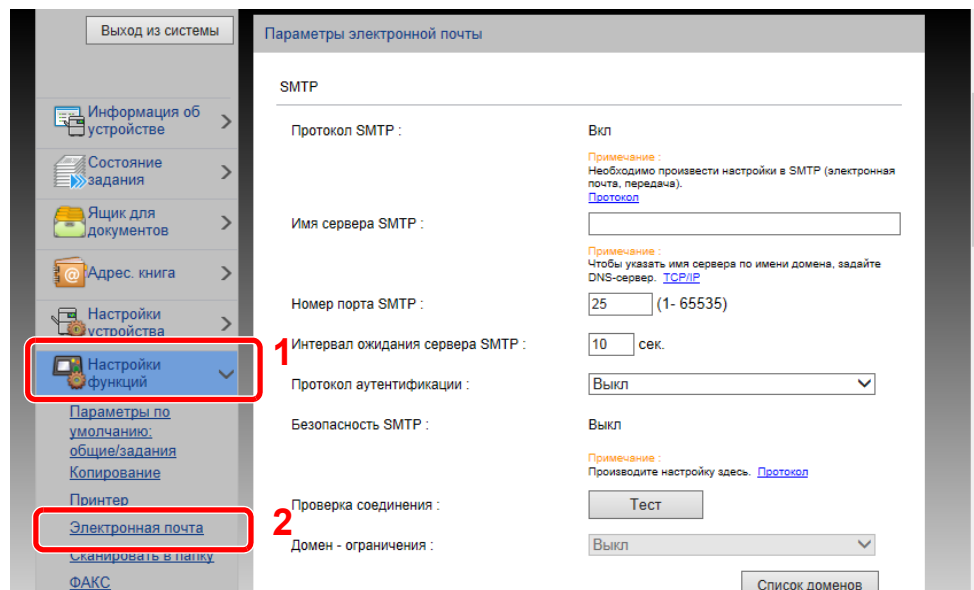 Выход из системы
Информация об
устройстве
Состояние
задания
Ящик для
документов
Адрес. книга
Настройки
устройства
Настройки
функций
1
Параметры по
умолчанию:
общие/задания
Копирование
Принтер
Электронная почта
2
Сканировать в папку
ФАКС
Параметры электронной почты
SMTP
Протокол SMTP :
Вкл
Примечание :
Необходимо произвести настройки в SMTP (электронная
почта, передача).
Протокол
Имя сервера SMTP :
Примечание :
Чтобы указать имя сервера по имени домена, задайте
DNS-сервер. TCP/IP
Номер порта SMTP :
25 (1- 65535)
Интервал ожидания сервера SMTP :
10 сек.
Протокол аутентификации :
Выкл
Безопасность SMTP :
Выкл
Примечание :
Производите настройку здесь. Протокол
Проверка соединения :
Тест
Домен - ограничения :
Выкл
Список доменов